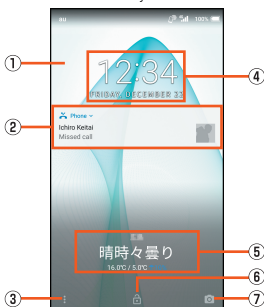 au 100%
①
12:34
④
FRIDAY, DECEMBER 23
②
Phone
Ichiro Keitai
Missed call
広島
晴時々曇り
⑤
16.0℃ / 5.0℃
⑥
③
⑦